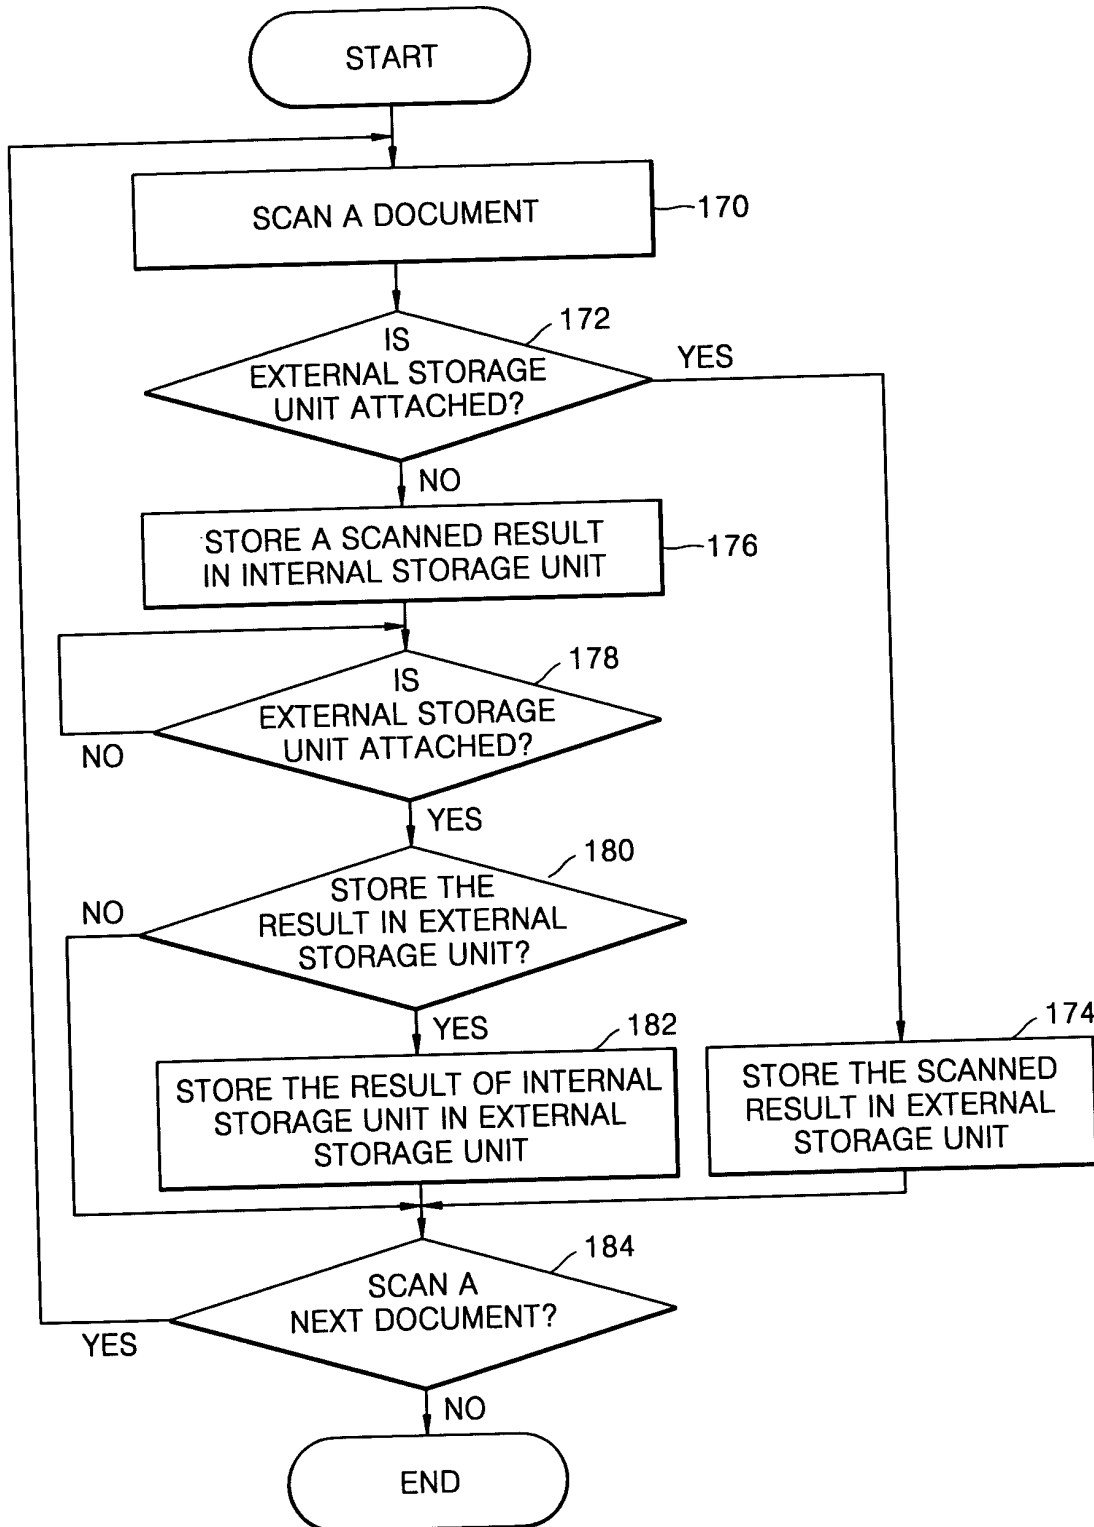 START
SCAN A DOCUMENT
170
IS
EXTERNAL STORAGE
UNIT ATTACHED?
172
YES
NO
STORE A SCANNED RESULT
IN INTERNAL STORAGE UNIT
176
IS
EXTERNAL STORAGE
UNIT ATTACHED?
178
NO
YES
STORE THE
RESULT IN EXTERNAL
STORAGE UNIT?
180
NO
YES
STORE THE RESULT OF INTERNAL
STORAGE UNIT IN EXTERNAL
STORAGE UNIT
182
STORE THE SCANNED
RESULT IN EXTERNAL
STORAGE UNIT
174
SCAN A
NEXT DOCUMENT?
184
YES
NO
END